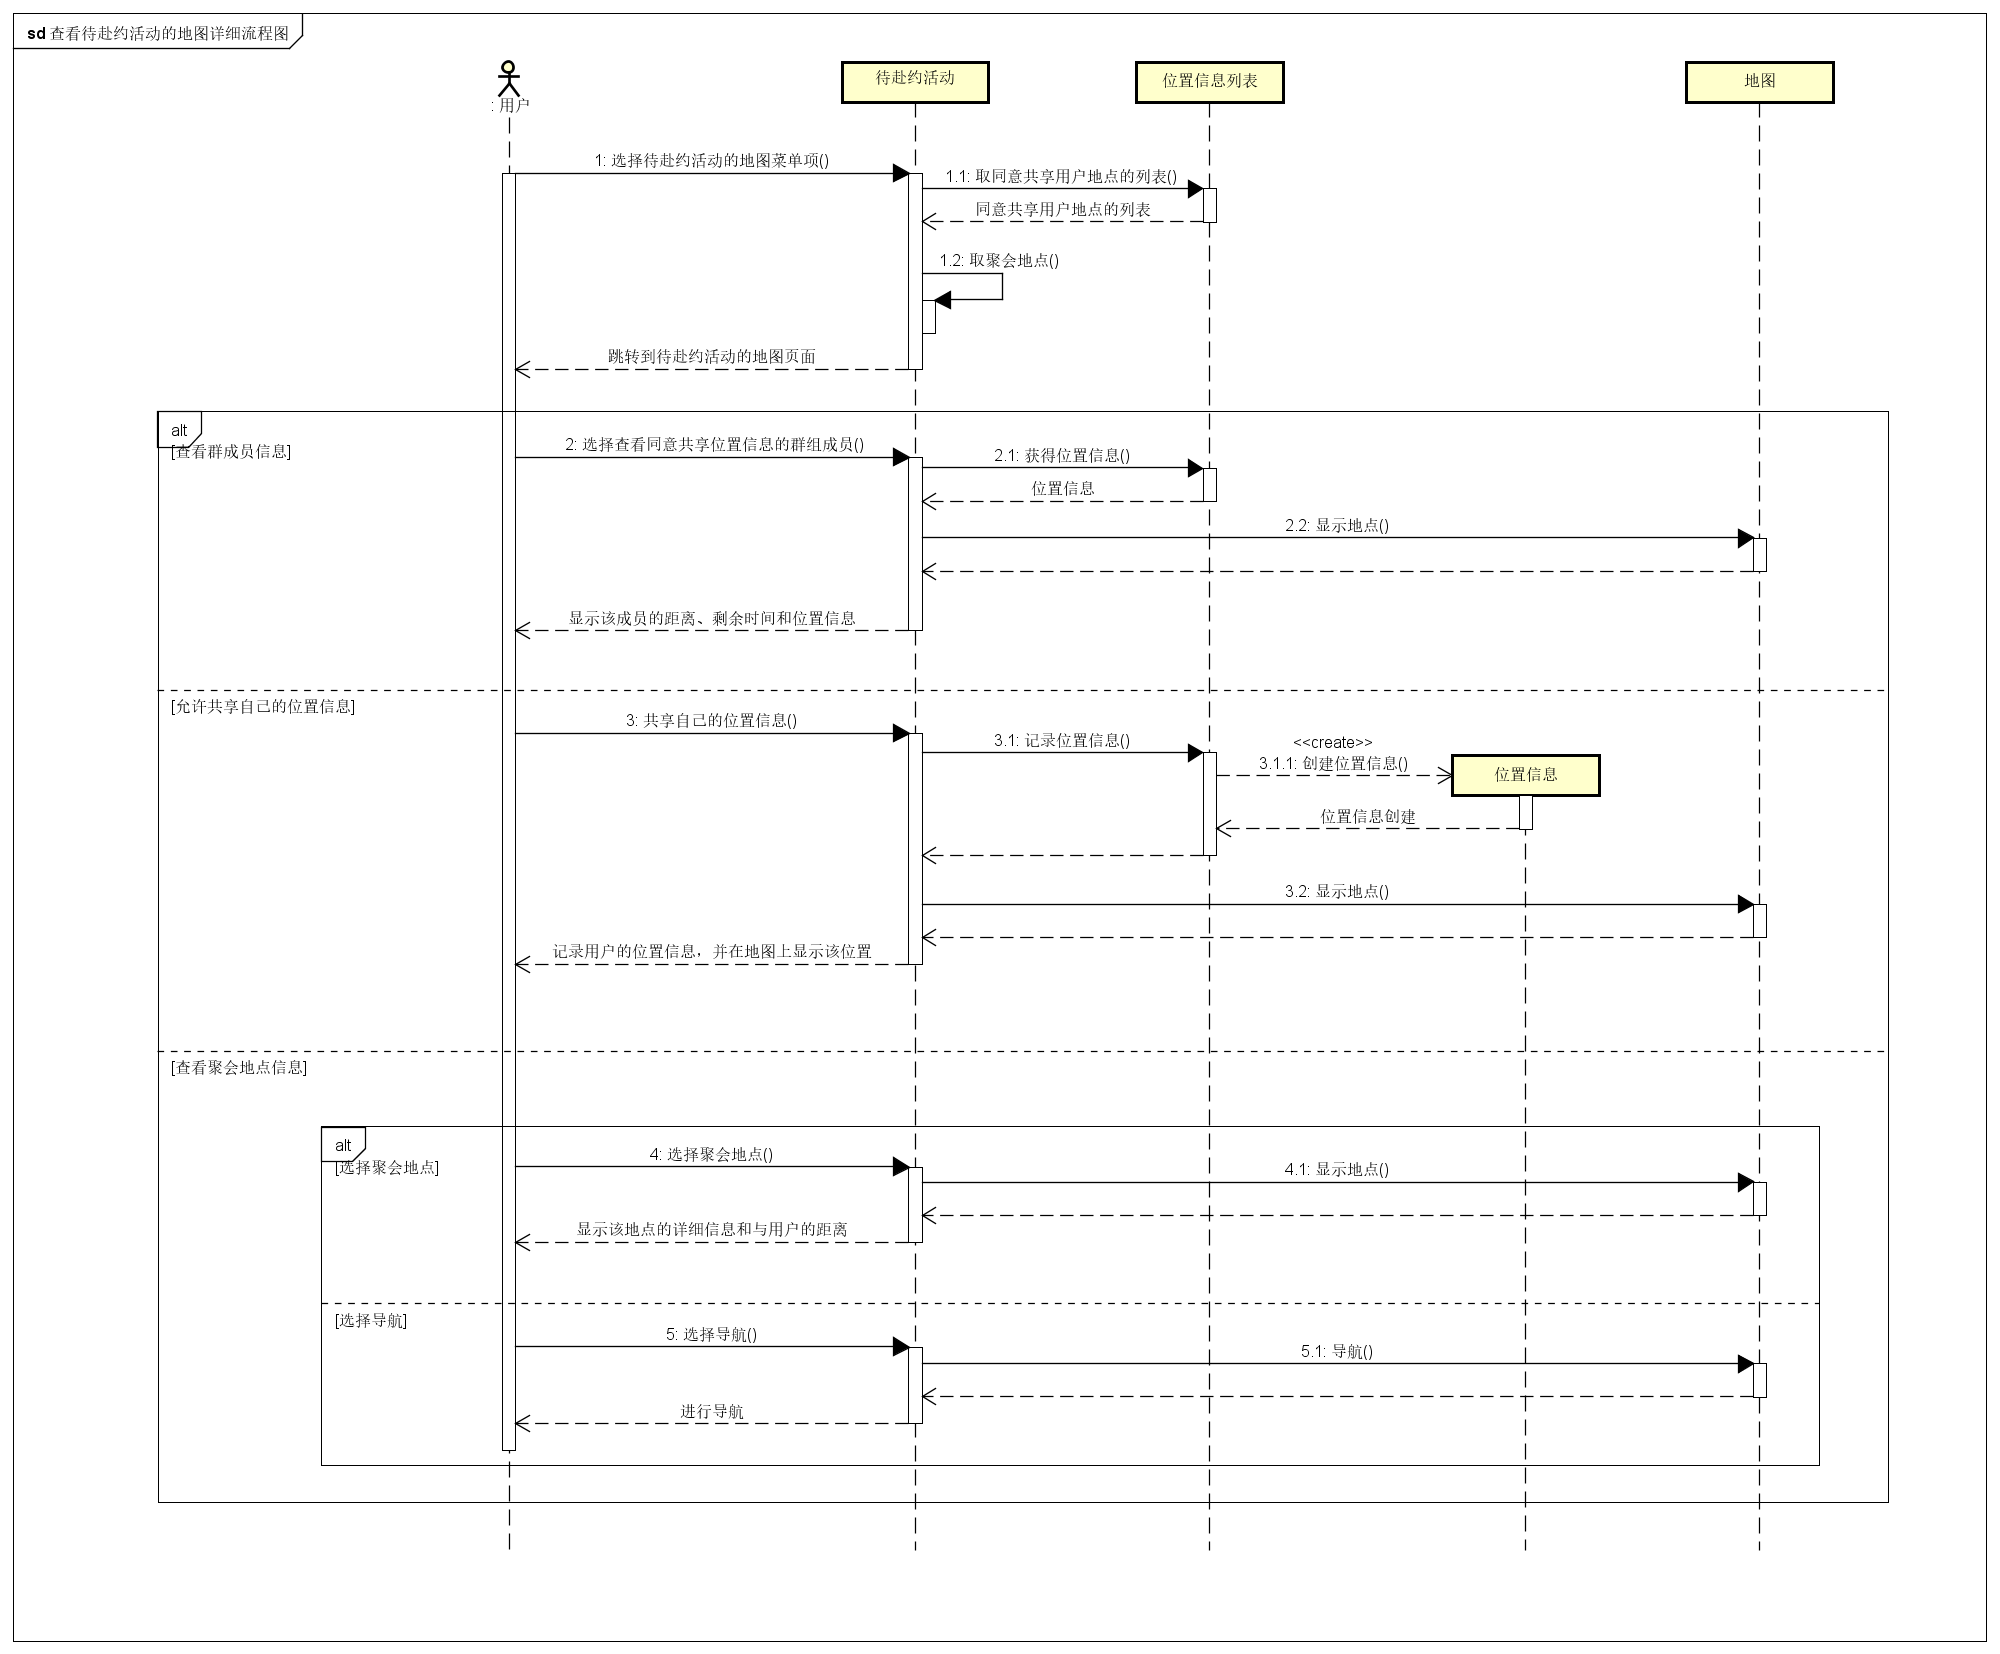 sd 查看待赴约活动的地图详细流程图
: 用户
待赴约活动
位置信息列表
地图
1: 选择待赴约活动的地图菜单项()
1.1: 取同意共享用户地点的列表()
同意共享用户地点的列表
1.2: 取聚会地点()
跳转到待赴约活动的地图页面
alt
[查看群成员信息]
2: 选择查看同意共享位置信息的群组成员()
2.1: 获得位置信息()
位置信息
2.2: 显示地点()
显示该成员的距离、剩余时间和位置信息
[允许共享自己的位置信息]
3: 共享自己的位置信息()
3.1: 记录位置信息()
<<create>>
3.1.1: 创建位置信息()
位置信息
位置信息创建
3.2: 显示地点()
记录用户的位置信息，并在地图上显示该位置
[查看聚会地点信息]
alt
[选择聚会地点]
4: 选择聚会地点()
4.1: 显示地点()
显示该地点的详细信息和与用户的距离
[选择导航]
5: 选择导航()
5.1: 导航()
进行导航